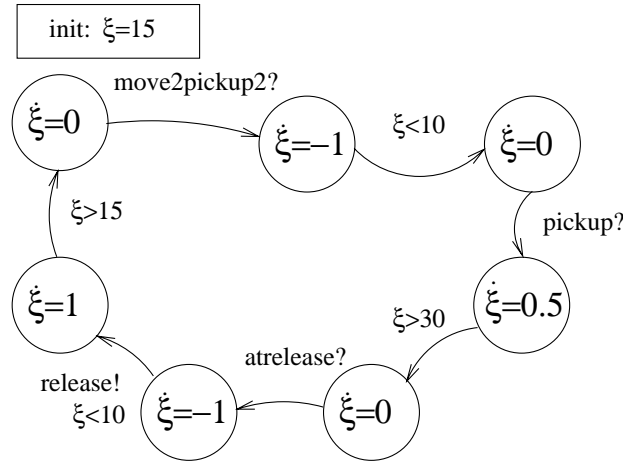 init: ξ=15
move2pickup2?
ξ̇=0
ξ̇=−1
ξ<10
ξ̇=0
pickup?
ξ>15
ξ̇=1
ξ̇=0.5
ξ>30
atrelease?
release!
ξ<10
ξ̇=−1
ξ̇=0